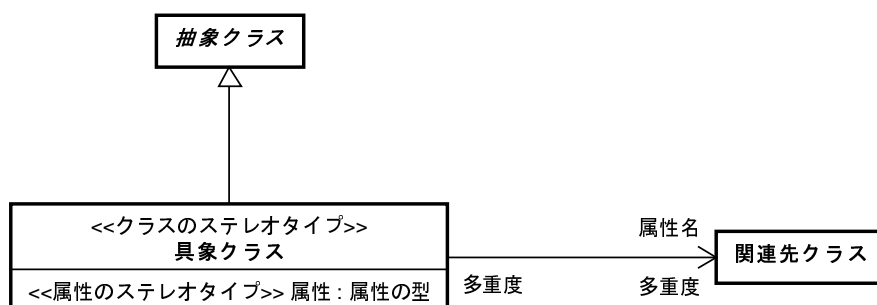 抽象クラス
<<クラスのステレオタイプ>>
具象クラス
<<属性のステレオタイプ>> 属性 : 属性の型
属性名
多重度
多重度
関連先クラス